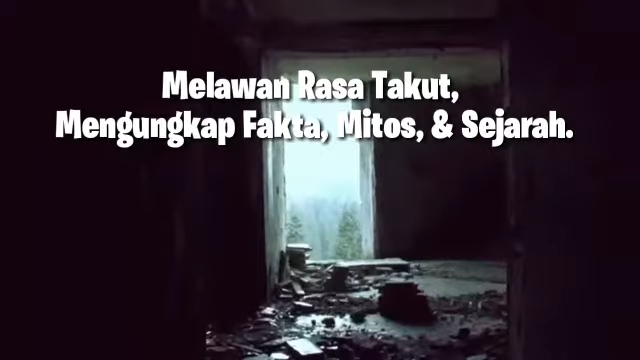 Melawan Rasa Takut,
Mengungkap Fakta, Mitos, & Sejarah.